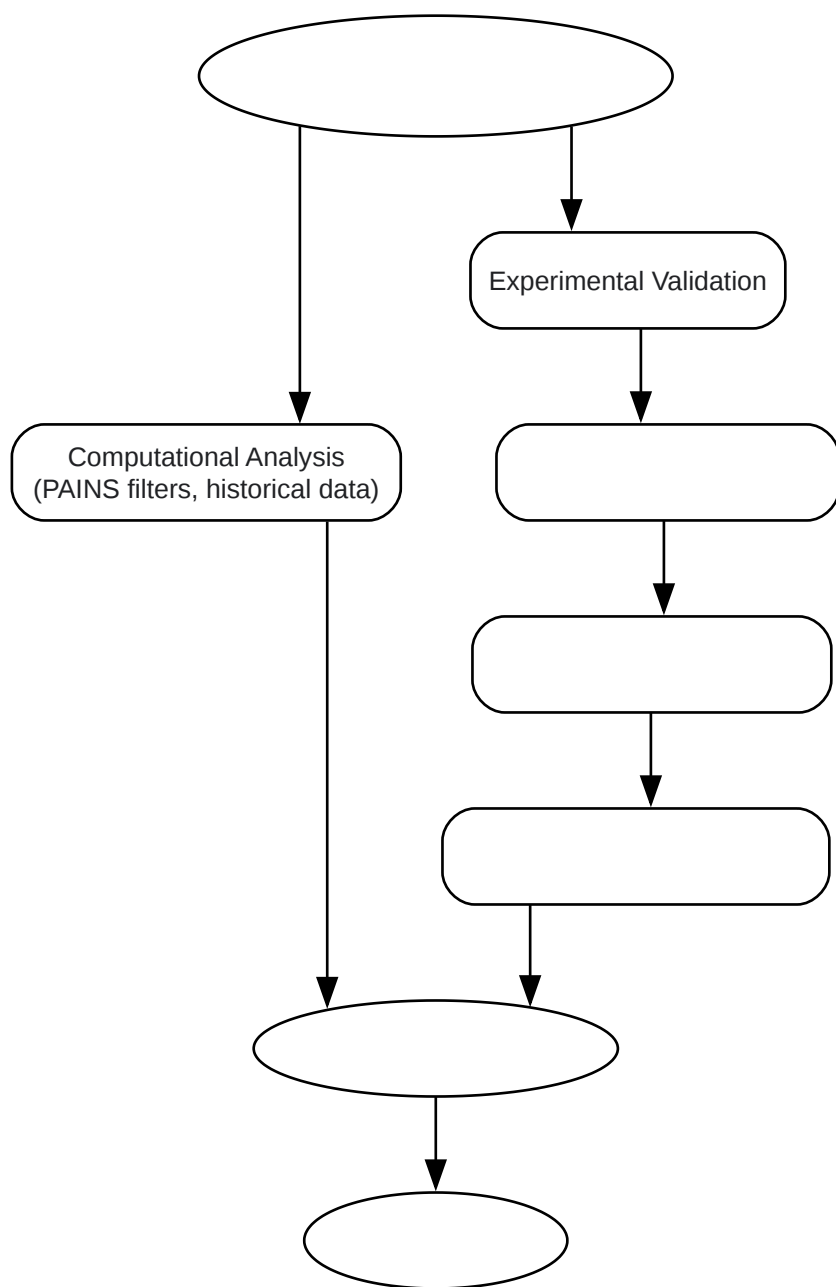 Experimental Validation
Computational Analysis
(PAINS filters, historical data)